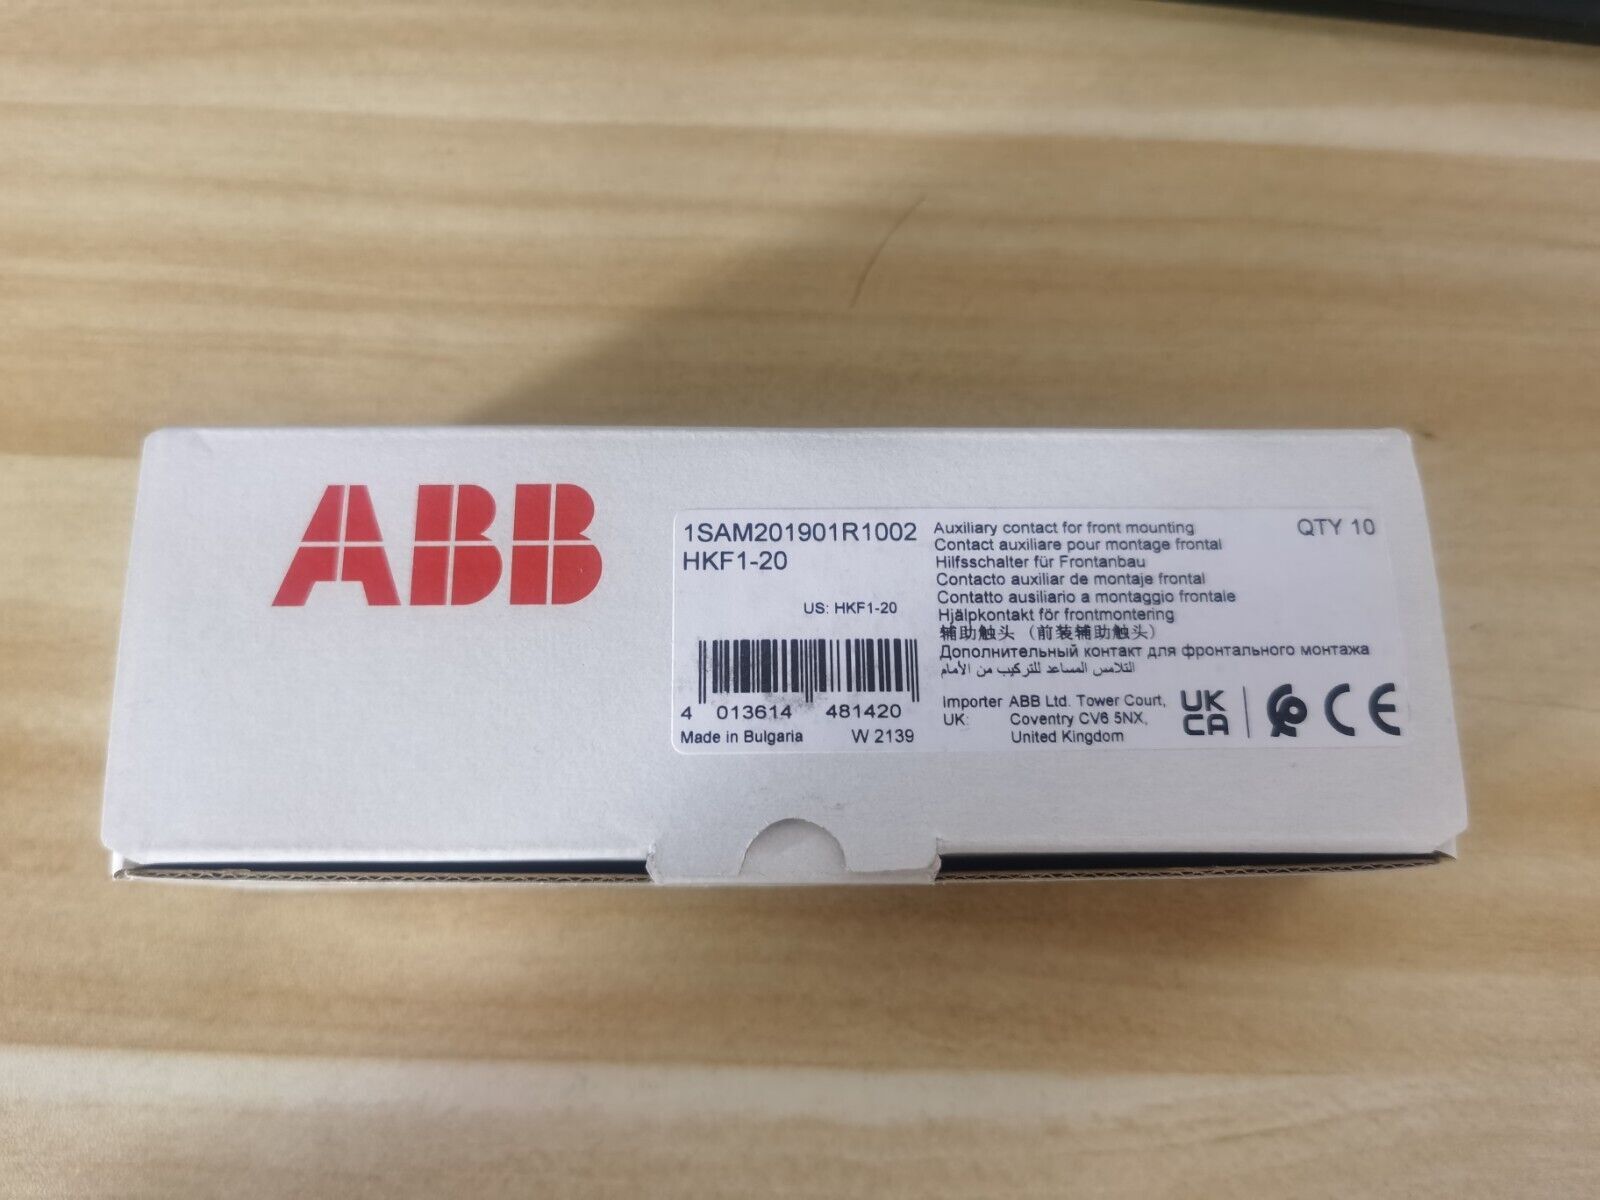 ABB
1SAM201901R1002
HKF1-20
US: HKF1-20
4 013614 481420
Made in Bulgaria W 2139
Auxiliary contact for front mounting
Contact auxiliare pour montage frontal
Hilfsschalter für Frontanbau
Contacto auxiliar de montaje frontal
Contatto ausiliario a montaggio frontale
Hjälpkontakt för frontmontering
辅助触头（前装辅助触头）
Дополнительный контакт для фронтального монтажа
التلامس المساعد للتركيب من الأمام
QTY 10
Importer ABB Ltd. Tower Court,
UK: Coventry CV6 5NX,
United Kingdom
UK
CA
CE